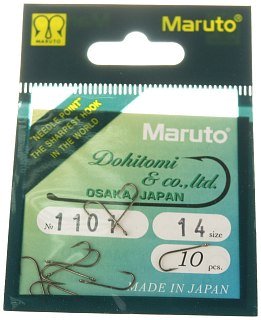 MARUTO
Maruto®
"NEEDLE POINT"
THE SHARPEST HOOK
IN THE WORLD
Maruto®
Dohitomi
& co., ltd.
OSAKA JAPAN
№ 1101
14 size
10 pcs.
MADE IN JAPAN